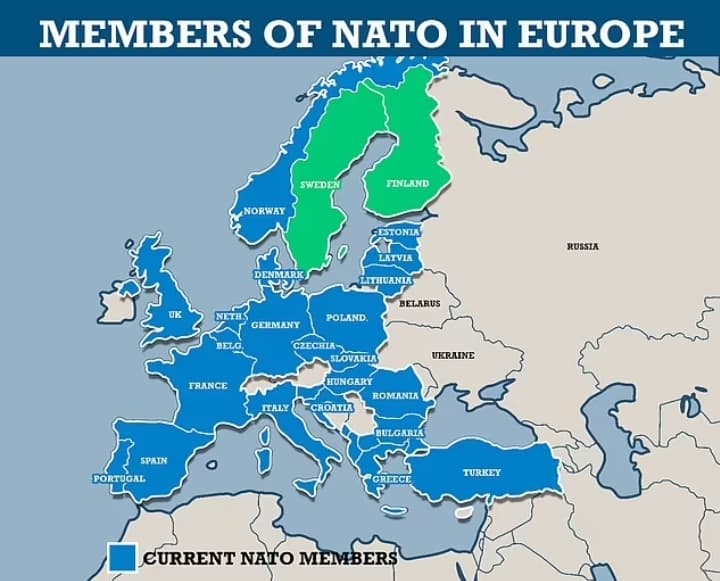 MEMBERS OF NATO IN EUROPE
SWEDEN
FINLAND
NORWAY
ESTONIA
RUSSIA
LATVIA
DENMARK
LITHUANIA
BELARUS
UK
NETH.
GERMANY
POLAND.
BELG.
CZECHIA
SLOVAKIA
UKRAINE
FRANCE
HUNGARY
ROMANIA
ITALY
CROATIA
BULGARIA
SPAIN
PORTUGAL
GREECE
TURKEY
CURRENT NATO MEMBERS